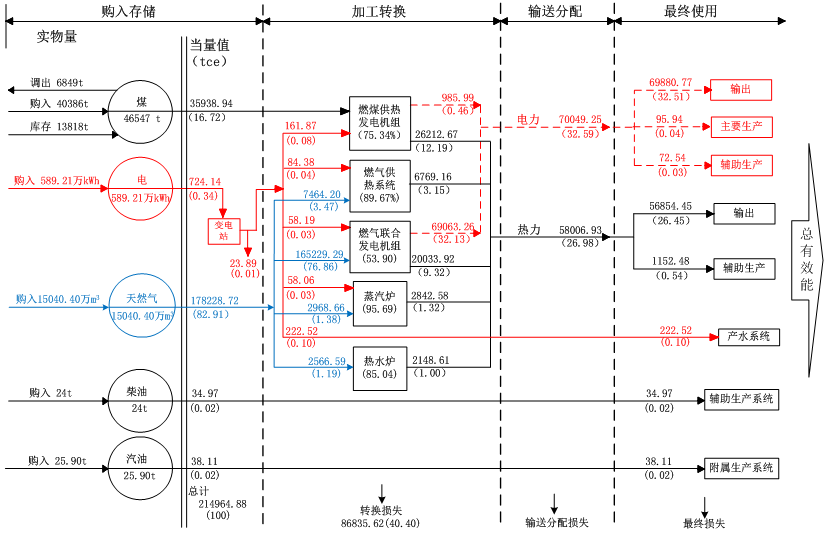 购入存储
加工转换
输送分配
最终使用
实物量
当量值
(tce)
调出 6849t
购入 40386t
库存 13818t
煤
46547 t
35938.94
(16.72)
购入 589.21万kWh
电
589.21万kWh
724.14
(0.34)
变电
站
23.89
(0.01)
购入15040.40万m³
天然气
15040.40万m³
178228.72
(82.91)
购入 24t
柴油
24t
34.97
(0.02)
购入 25.90t
汽油
25.90t
38.11
(0.02)
总计
214964.88
(100)
161.87
(0.08)
84.38
(0.04)
7464.20
(3.47)
58.19
(0.03)
165229.29
(76.86)
58.06
(0.03)
2968.66
(1.38)
222.52
(0.10)
2566.59
(1.19)
燃煤供热
发电机组
(75.34%)
燃气供
热系统
(89.67%)
燃气联合
发电机组
(53.90)
蒸汽炉
(95.69)
热水炉
(85.04)
985.99
(0.46)
26212.67
(12.19)
6769.16
(3.15)
69063.26
(32.13)
20033.92
(9.32)
2842.58
(1.32)
2148.61
(1.00)
转换损失
86835.62(40.40)
电力
70049.25
(32.59)
热力
58006.93
(26.98)
输送分配损失
69880.77
(32.51)
输出
95.94
(0.04)
主要生产
72.54
(0.03)
辅助生产
56854.45
(26.45)
输出
1152.48
(0.54)
辅助生产
222.52
(0.10)
产水系统
34.97
(0.02)
辅助生产系统
38.11
(0.02)
附属生产系统
最终损失
总有效能